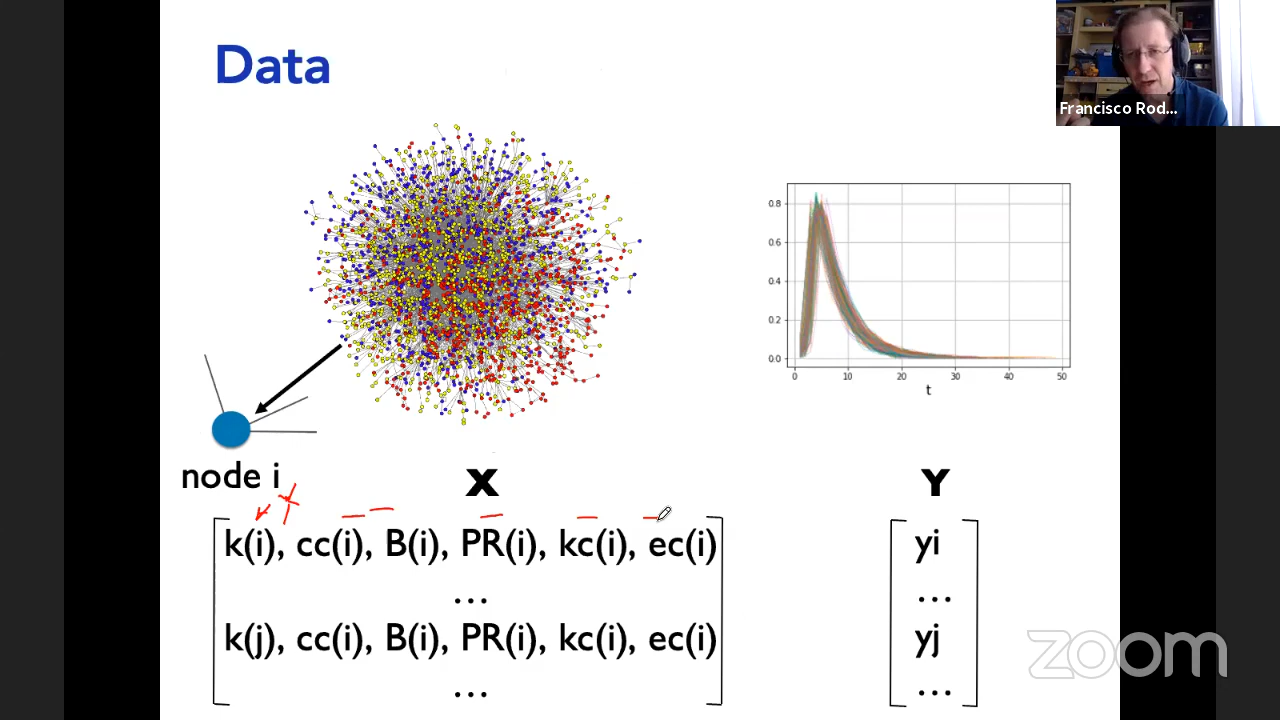 Data
Francisco Rod...
0.8
0.6
0.4
0.2
0.0
0 10 20 30 40 50
t
node i
X
Y
k(i), cc(i), B(i), PR(i), kc(i), ec(i)
...
k(j), cc(i), B(i), PR(i), kc(i), ec(i)
...
yi
...
yj
...
zoom